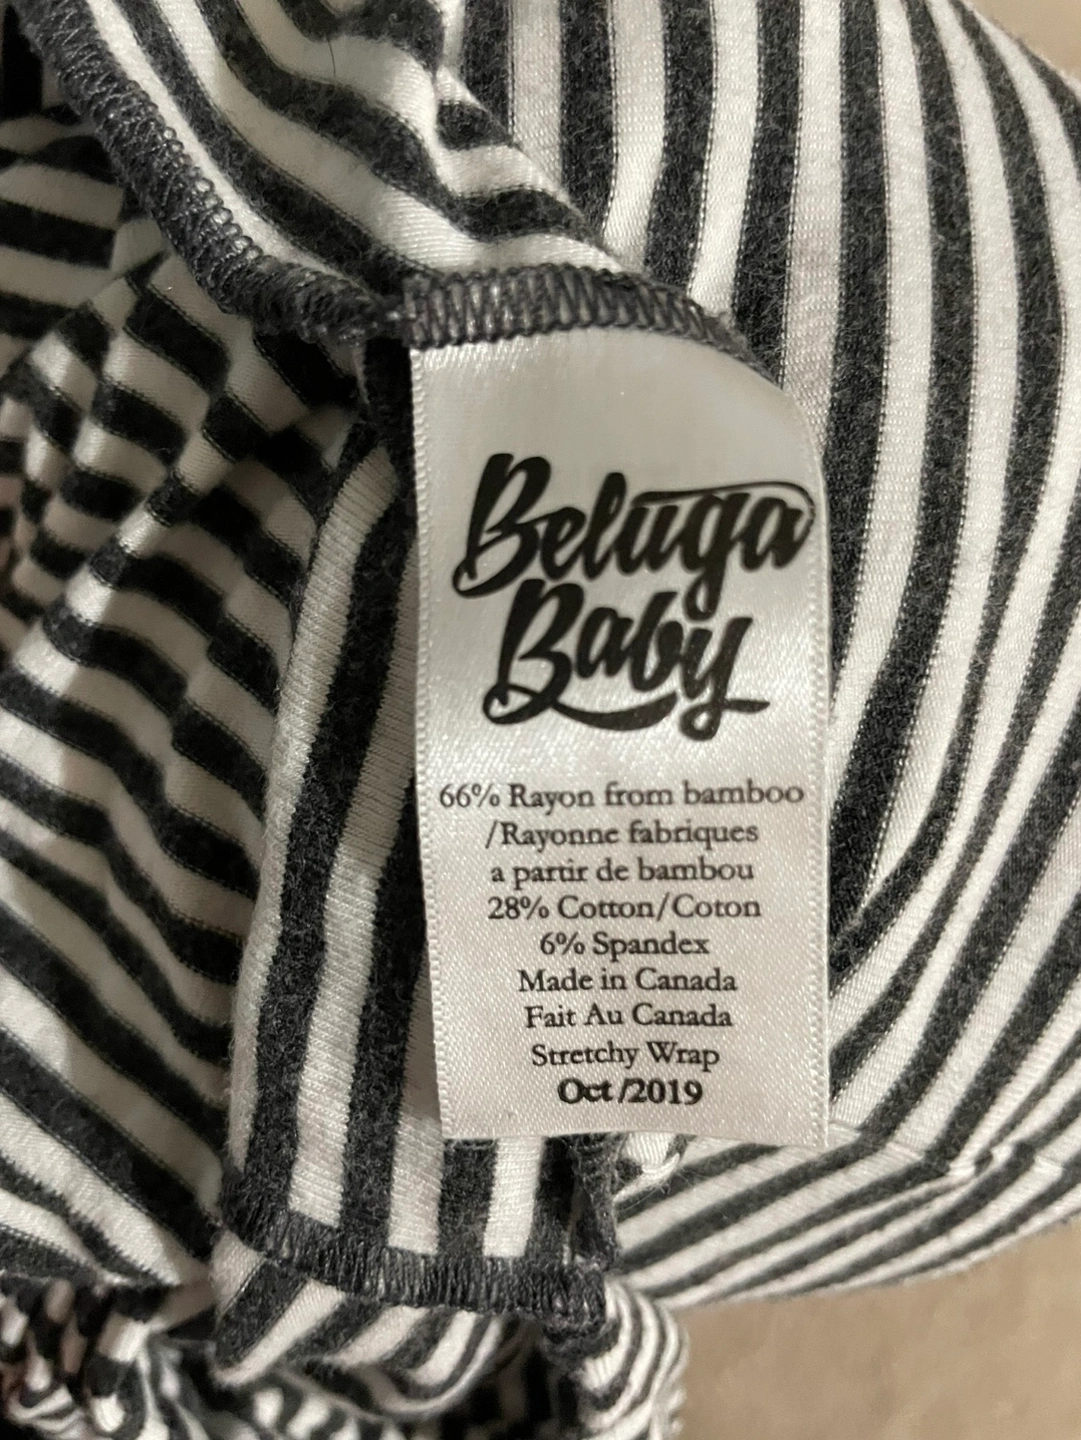 Beluga
Baby
66% Rayon from bamboo
/Rayonne fabriques
a partir de bambou
28% Cotton/Coton
6% Spandex
Made in Canada
Fait Au Canada
Stretchy Wrap
Oct /2019